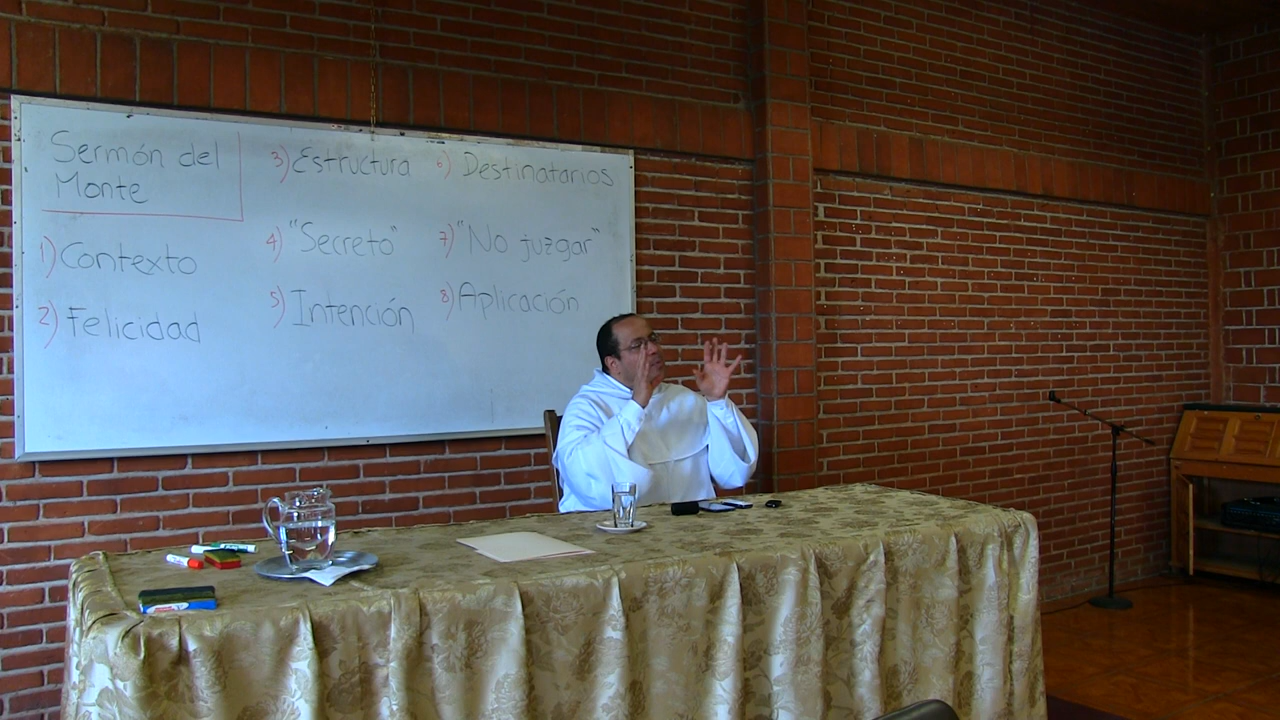 Sermón del
Monte
1) Contexto
2) Felicidad
3) Estructura
4) "Secreto"
5) Intención
6) Destinatarios
7) "No juzgar"
8) Aplicación